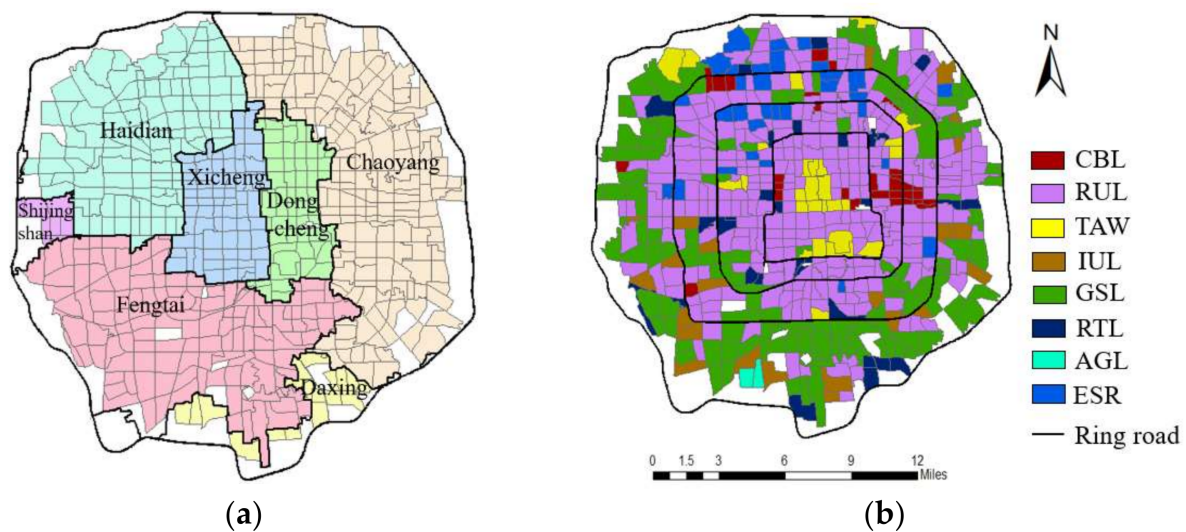 Haidian
Xicheng
Dong
cheng
Chaoyang
Shijing
shan
Fengtai
Daxing
(a)
N
CBL
RUL
TAW
IUL
GSL
RTL
AGL
ESR
Ring road
0 1.5 3 6 9 12
Miles
(b)